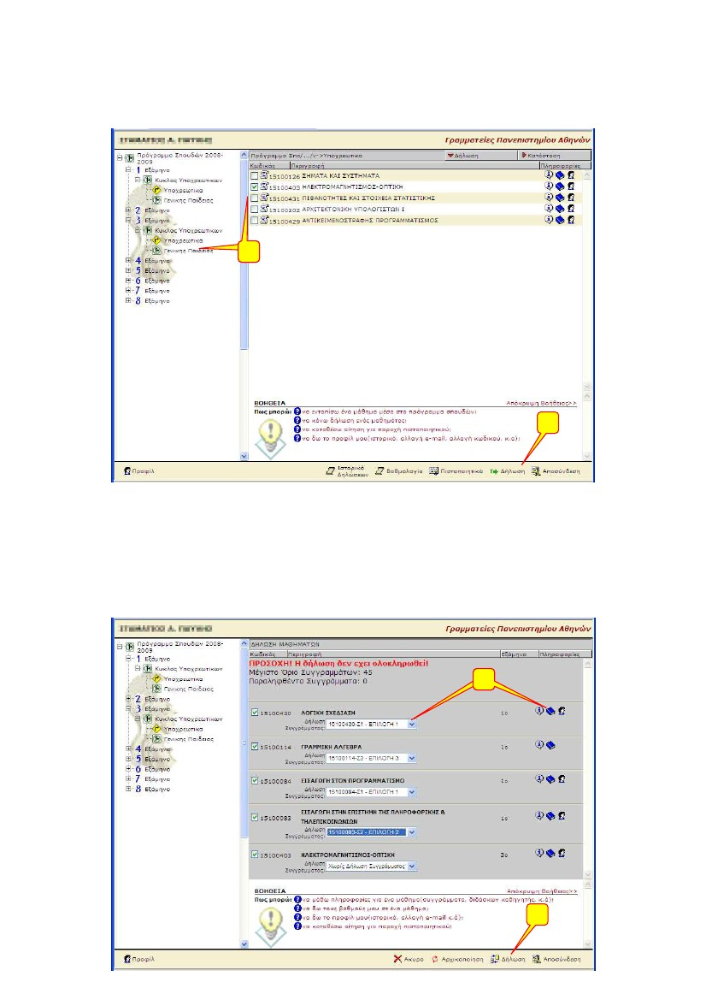 Γραμματείες Πανεπιστημίου Αθηνών
Πρόγραμμα Σπουδών 2008-
2009
1 Εξάμηνο
Κυκλος Υποχρεωτικων
Υποχρεωτικα
Γενικης Παιδειας
2 Εξάμηνο
3 Εξάμηνο
Κυκλος Υποχρεωτικων
Υποχρεωτικα
Γενικης Παιδειας
4 Εξάμηνο
5 Εξάμηνο
6 Εξάμηνο
7 Εξάμηνο
8 Εξάμηνο
Πρόγραμμα Σπο/.../ν->Υποχρεωτικα Δήλωση Κατάσταση
Κωδικός Περιγραφή Πληροφορίες
15100126 ΣΗΜΑΤΑ ΚΑΙ ΣΥΣΤΗΜΑΤΑ
15100403 ΗΛΕΚΤΡΟΜΑΓΝΗΤΙΣΜΟΣ-ΟΠΤΙΚΗ
15100431 ΠΙΘΑΝΟΤΗΤΕΣ ΚΑΙ ΣΤΟΙΧΕΙΑ ΣΤΑΤΙΣΤΙΚΗΣ
15100202 ΑΡΧΙΤΕΚΤΟΝΙΚΗ ΥΠΟΛΟΓΙΣΤΩΝ Ι
15100429 ΑΝΤΙΚΕΙΜΕΝΟΣΤΡΑΦΗΣ ΠΡΟΓΡΑΜΜΑΤΙΣΜΟΣ
ΒΟΗΘΕΙΑ Απόκρυψη Βοήθειας>>
Πως μπορώ: να εντοπίσω ένα μάθημα μέσα στο πρόγραμμα σπουδών;
να κάνω δήλωση ενός μαθήματος;
να καταθέσω αίτηση για παροχή πιστοποιητικού;
να δω το προφίλ μου(ιστορικό, αλλαγή e-mail, αλλαγή κωδικού, κ.α);
Προφίλ Ιστορικό Δηλώσεων Βαθμολογία Πιστοποιητικά Δήλωση Αποσύνδεση
Γραμματείες Πανεπιστημίου Αθηνών
Πρόγραμμα Σπουδών 2008-
2009
1 Εξάμηνο
Κυκλος Υποχρεωτικων
Υποχρεωτικα
Γενικης Παιδειας
2 Εξάμηνο
3 Εξάμηνο
Κυκλος Υποχρεωτικων
Υποχρεωτικα
Γενικης Παιδειας
4 Εξάμηνο
5 Εξάμηνο
6 Εξάμηνο
7 Εξάμηνο
8 Εξάμηνο
ΔΗΛΩΣΗ ΜΑΘΗΜΑΤΩΝ
Κωδικός Περιγραφή Εξάμηνο Πληροφορίες
ΠΡΟΣΟΧΗ! Η δήλωση δεν εχει ολοκληρωθεί!
Μέγιστο Όριο Συγγραμμάτων: 45
Παραληφθέντα Συγγράμματα: 0
15100430 ΛΟΓΙΚΗ ΣΧΕΔΙΑΣΗ 1ο
Δήλωση Συγγράμματος: 15100430-Σ1 - ΕΠΙΛΟΓΗ 1
15100114 ΓΡΑΜΜΙΚΗ ΑΛΓΕΒΡΑ 1ο
Δήλωση Συγγράμματος: 15100114-Σ3 - ΕΠΙΛΟΓΗ 3
15100084 ΕΙΣΑΓΩΓΗ ΣΤΟΝ ΠΡΟΓΡΑΜΜΑΤΙΣΜΟ 1ο
Δήλωση Συγγράμματος: 15100084-Σ1 - ΕΠΙΛΟΓΗ 1
15100083 ΕΙΣΑΓΩΓΗ ΣΤΗΝ ΕΠΙΣΤΗΜΗ ΤΗΣ ΠΛΗΡΟΦΟΡΙΚΗΣ &
ΤΗΛΕΠΙΚΟΙΝΩΝΙΩΝ 1ο
Δήλωση Συγγράμματος: 15100083-Σ2 - ΕΠΙΛΟΓΗ 2
15100403 ΗΛΕΚΤΡΟΜΑΓΝΗΤΙΣΜΟΣ-ΟΠΤΙΚΗ 3ο
Δήλωση Συγγράμματος: Χωρίς Δήλωση Συγγράμματος
ΒΟΗΘΕΙΑ Απόκρυψη Βοήθειας>>
Πως μπορώ: να μάθω πληροφορίες για ένα μάθημα(συγγράμματα, διδάσκων καθηγητής, κ.ά);
να δω τους βαθμούς μου σε ένα μάθημα;
να δω το προφίλ μου(ιστορικό, αλλαγή e-mail κ.ά);
να καταθέσω αίτηση για παροχή πιστοποιητικού;
Προφίλ Ακυρο Αρχικοποίηση Δήλωση Αποσύνδεση